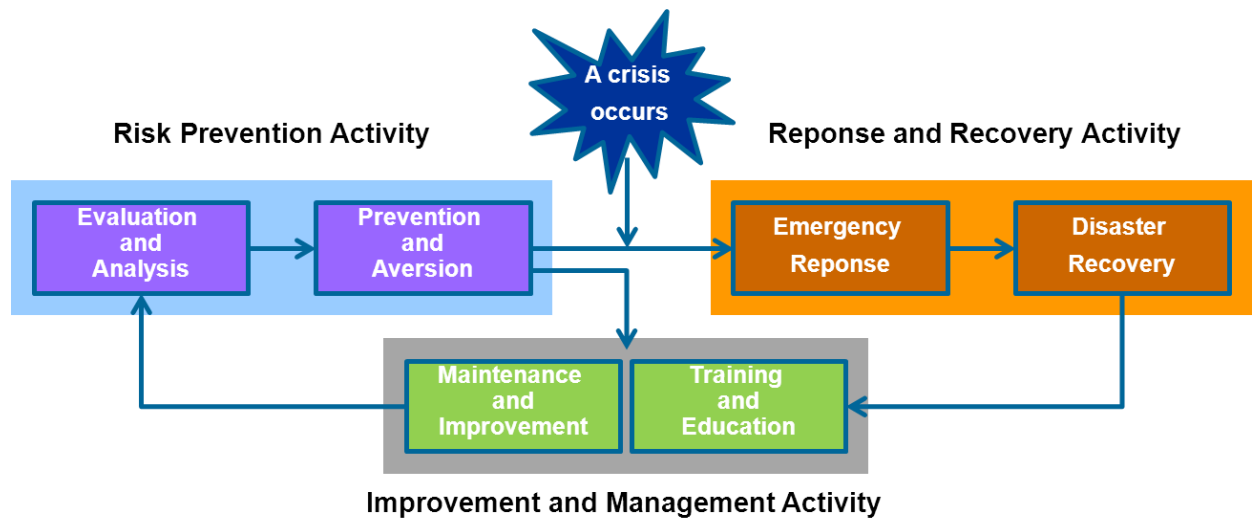 A crisis
occurs
Risk Prevention Activity
Reponse and Recovery Activity
Evaluation
and
Analysis
Prevention
and
Aversion
Emergency
Reponse
Disaster
Recovery
Maintenance
and
Improvement
Training
and
Education
Improvement and Management Activity